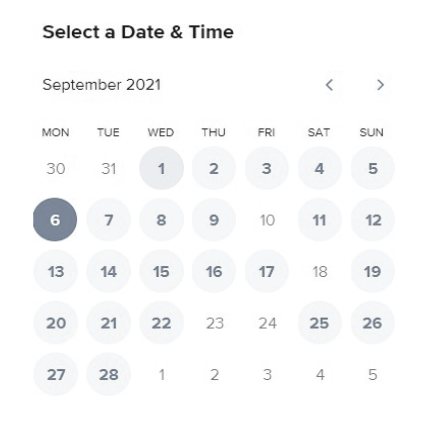 Select a Date & Time
September 2021
MON TUE WED THU FRI SAT SUN
30 31 1 2 3 4 5
6 7 8 9 10 11 12
13 14 15 16 17 18 19
20 21 22 23 24 25 26
27 28 1 2 3 4 5